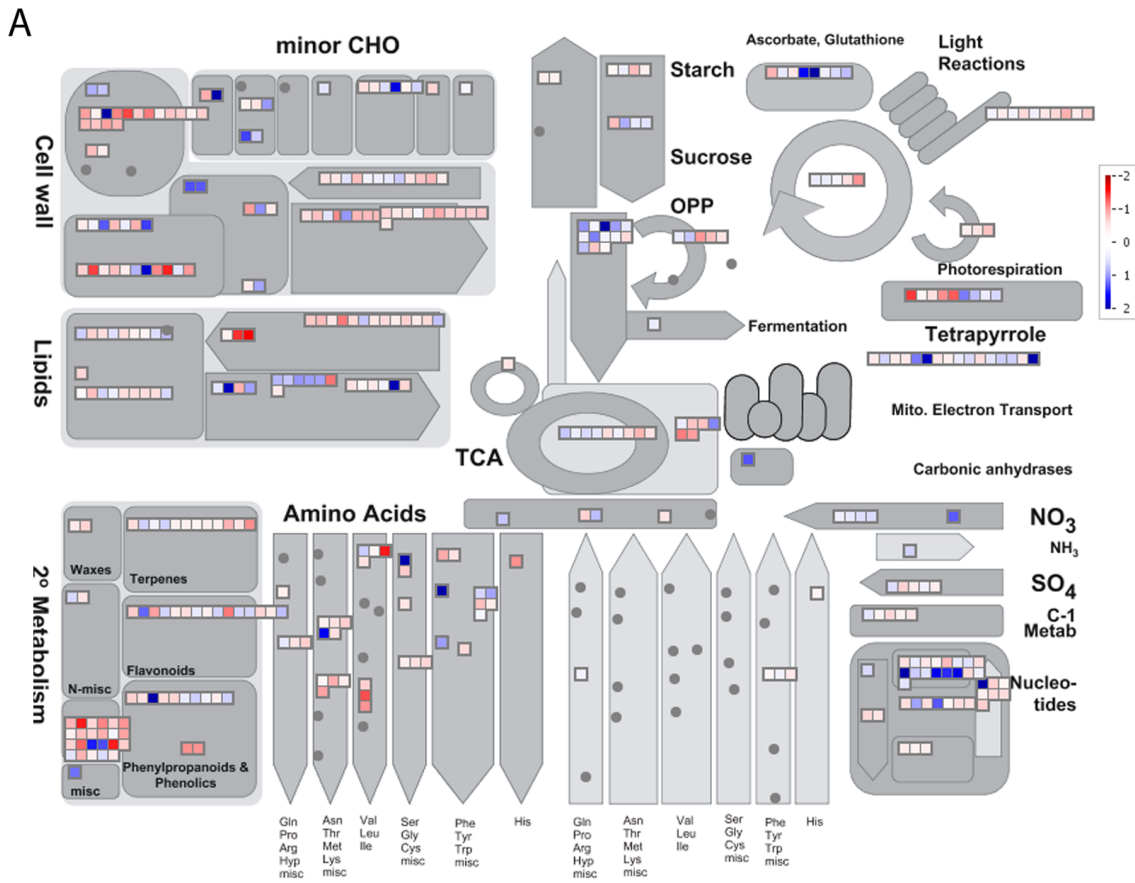 A
minor CHO
Ascorbate, Glutathione
Light
Reactions
Starch
Sucrose
OPP
Cell wall
-2
-1
0
1
2
Photorespiration
Tetrapyrrole
Fermentation
Lipids
Mito. Electron Transport
TCA
Carbonic anhydrases
Amino Acids
NO3
NH3
SO4
C-1
Metab
Nucleo-
tides
2º Metabolism
Waxes
Terpenes
N-misc
Flavonoids
Phenylpropanoids &
Phenolics
misc
Gln
Pro
Arg
Hyp
misc
Asn
Thr
Met
Lys
misc
Val
Leu
Ile
Ser
Gly
Cys
misc
Phe
Tyr
Trp
misc
His
Gln
Pro
Arg
Hyp
misc
Asn
Thr
Met
Lys
misc
Val
Leu
Ile
Ser
Gly
Cys
misc
Phe
Tyr
Trp
misc
His